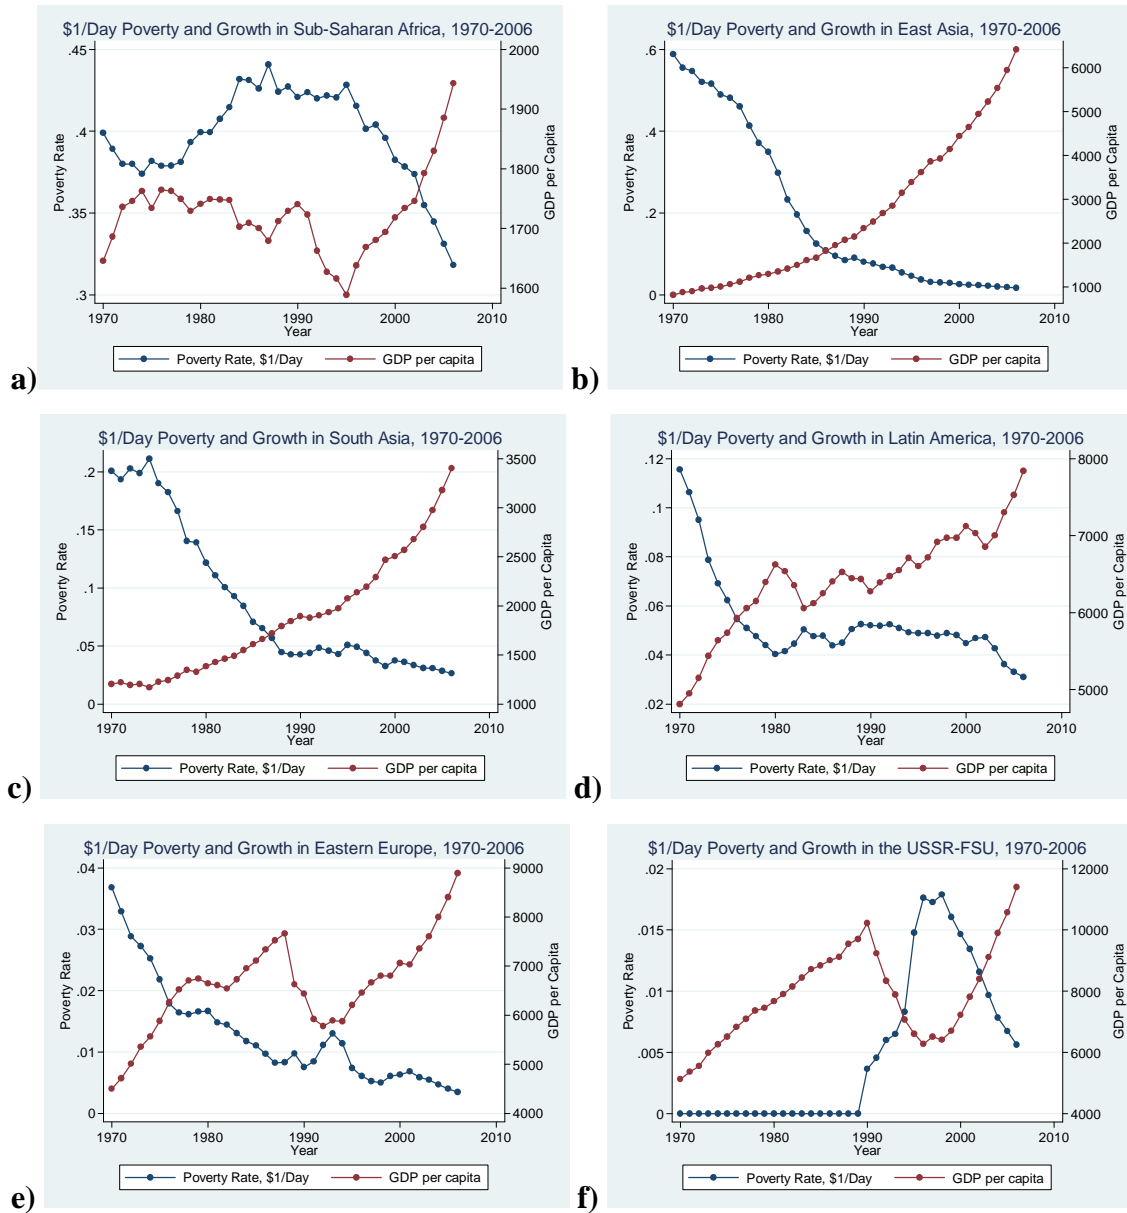 $1/Day Poverty and Growth in Sub-Saharan Africa, 1970-2006
.45
.4
.35
.3
Poverty Rate
2000
1900
1800
1700
1600
GDP per Capita
1970 1980 1990 2000 2010
Year
Poverty Rate, $1/Day GDP per capita
a)
$1/Day Poverty and Growth in East Asia, 1970-2006
.6
.4
.2
0
Poverty Rate
6000
5000
4000
3000
2000
1000
GDP per Capita
1970 1980 1990 2000 2010
Year
Poverty Rate, $1/Day GDP per capita
b)
$1/Day Poverty and Growth in South Asia, 1970-2006
.2
.15
.1
.05
0
Poverty Rate
3500
3000
2500
2000
1500
1000
GDP per Capita
1970 1980 1990 2000 2010
Year
Poverty Rate, $1/Day GDP per capita
c)
$1/Day Poverty and Growth in Latin America, 1970-2006
.12
.1
.08
.06
.04
.02
Poverty Rate
8000
7000
6000
5000
GDP per Capita
1970 1980 1990 2000 2010
Year
Poverty Rate, $1/Day GDP per capita
d)
$1/Day Poverty and Growth in Eastern Europe, 1970-2006
.04
.03
.02
.01
0
Poverty Rate
9000
8000
7000
6000
5000
4000
GDP per Capita
1970 1980 1990 2000 2010
Year
Poverty Rate, $1/Day GDP per capita
e)
$1/Day Poverty and Growth in the USSR-FSU, 1970-2006
.02
.015
.01
.005
0
Poverty Rate
12000
10000
8000
6000
4000
GDP per Capita
1970 1980 1990 2000 2010
Year
Poverty Rate, $1/Day GDP per capita
f)